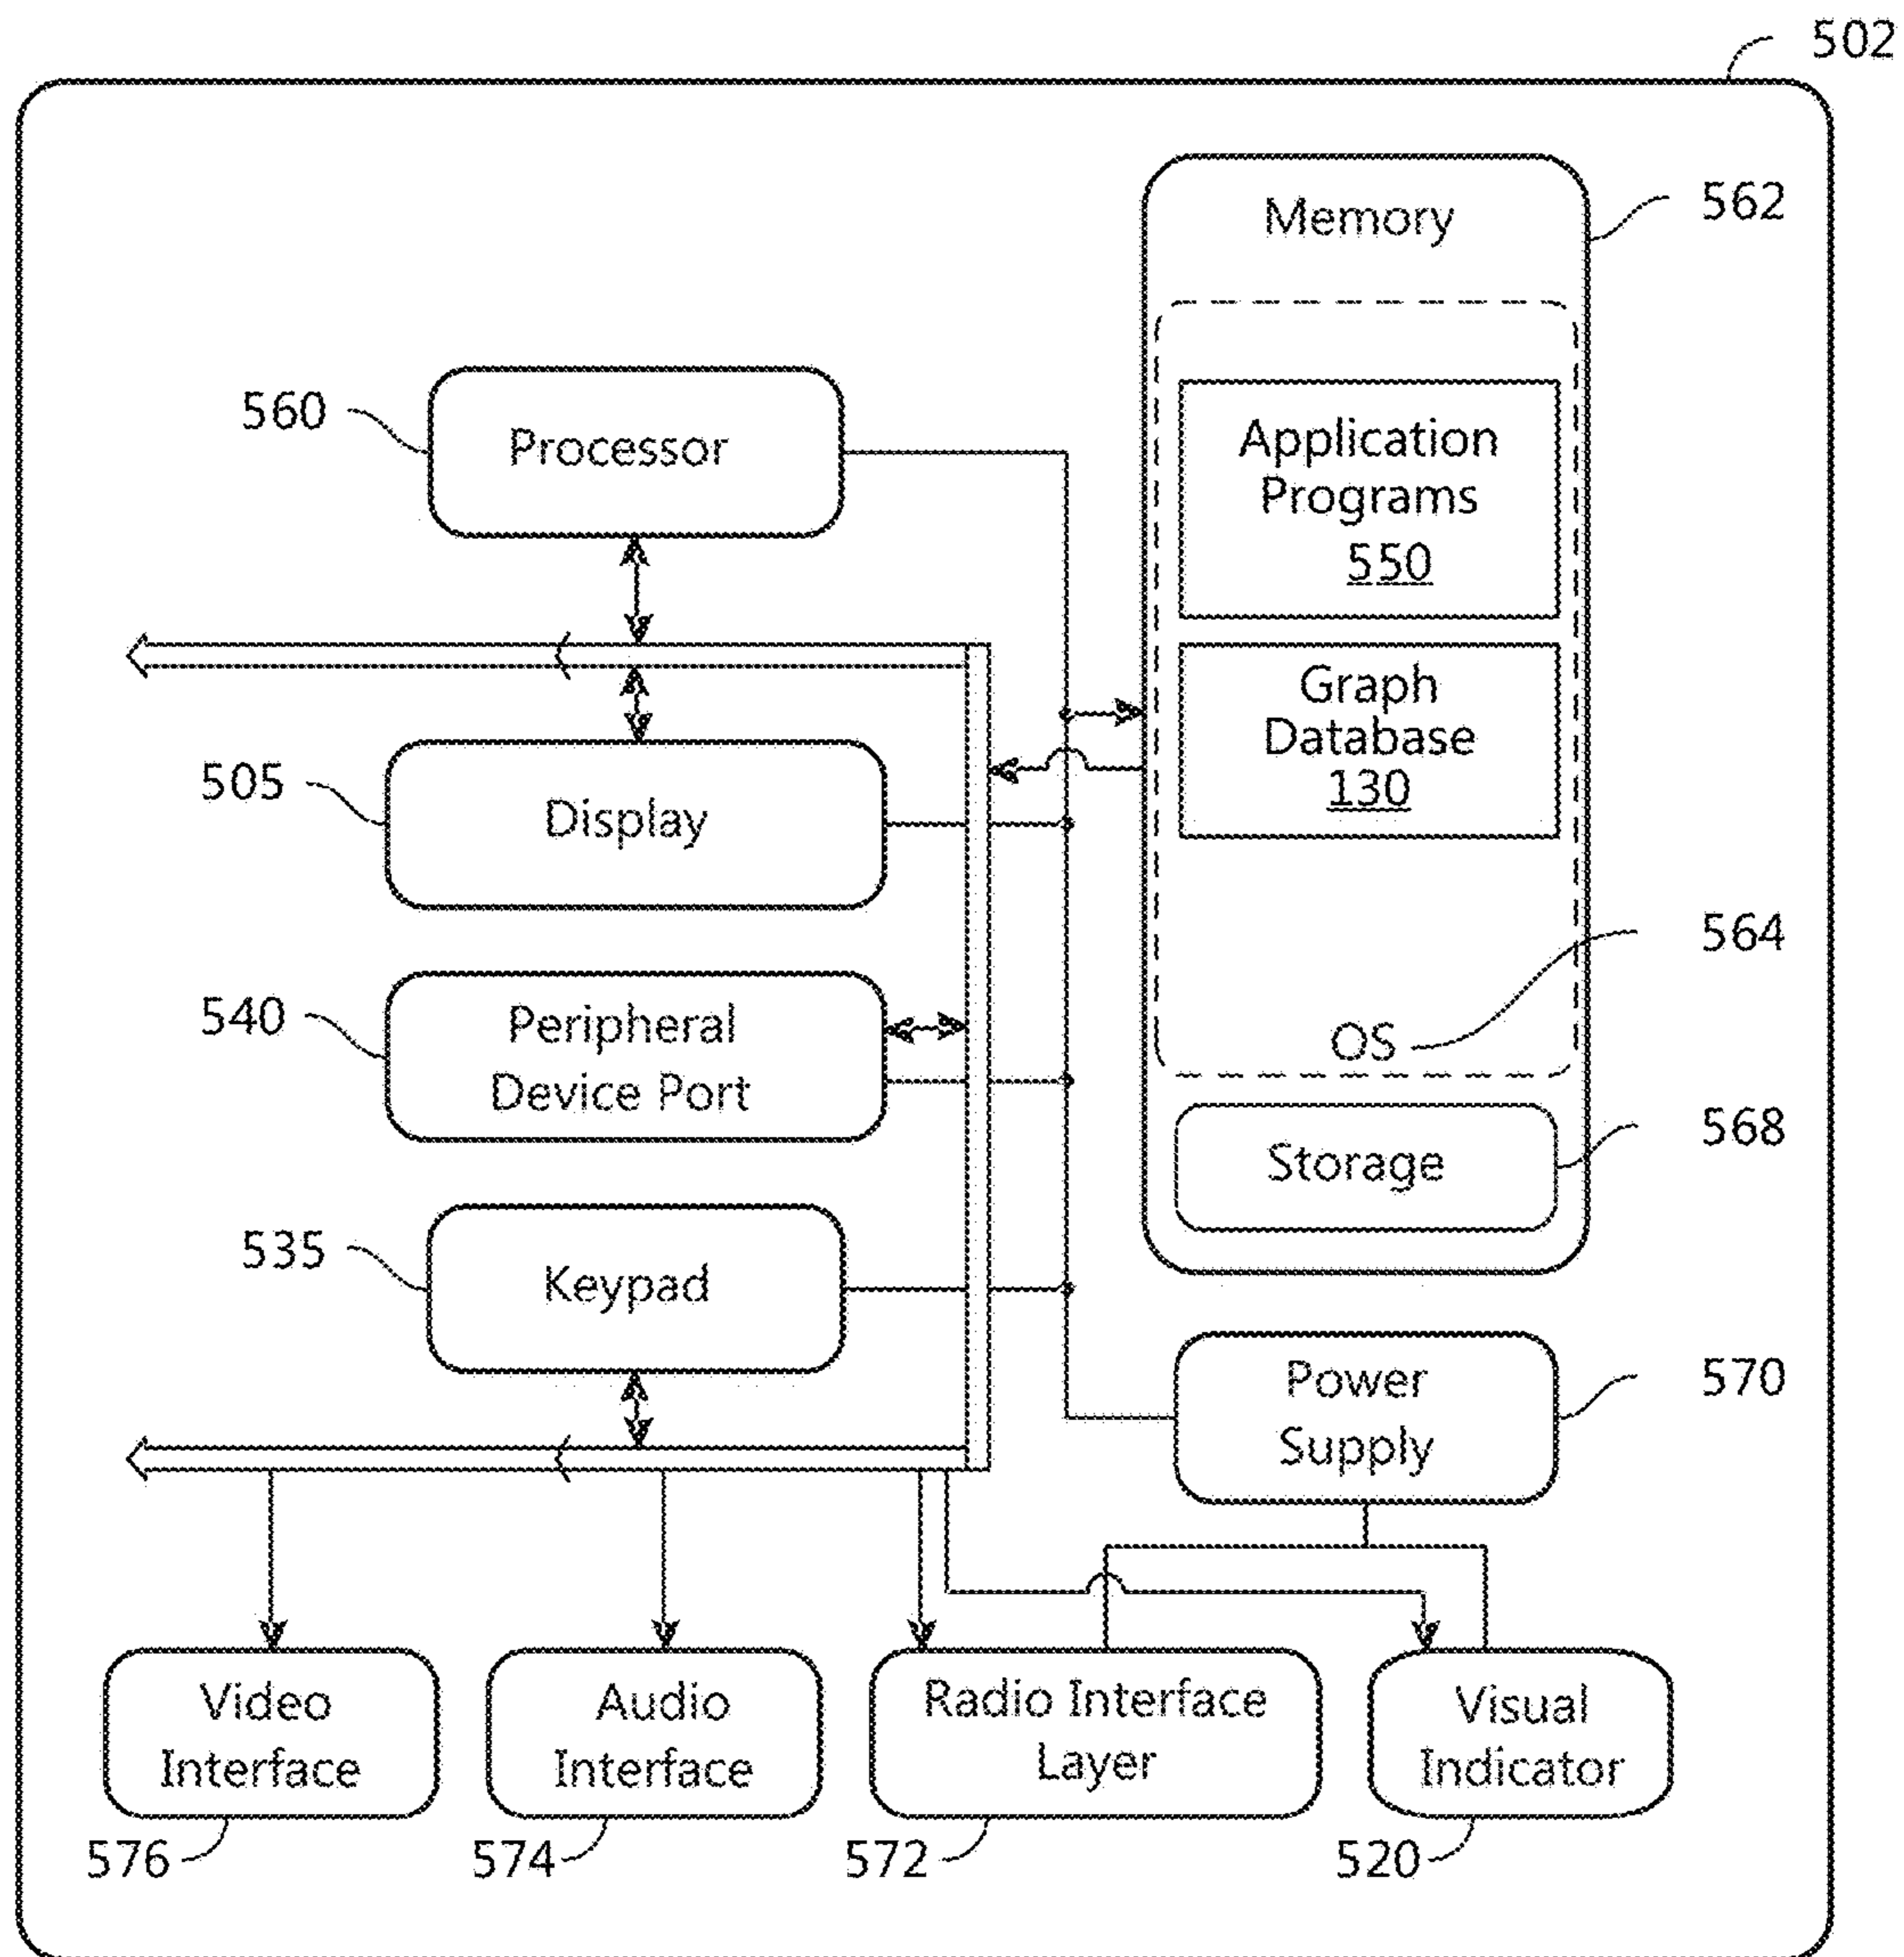 502
Memory
562
Application
Programs
550
560
Processor
Graph
Database
130
505
Display
564
540
Peripheral
Device Port
OS
568
Storage
535
Keypad
Power
Supply
570
Video
Interface
Audio
Interface
Radio Interface
Layer
Visual
Indicator
576
574
572
520